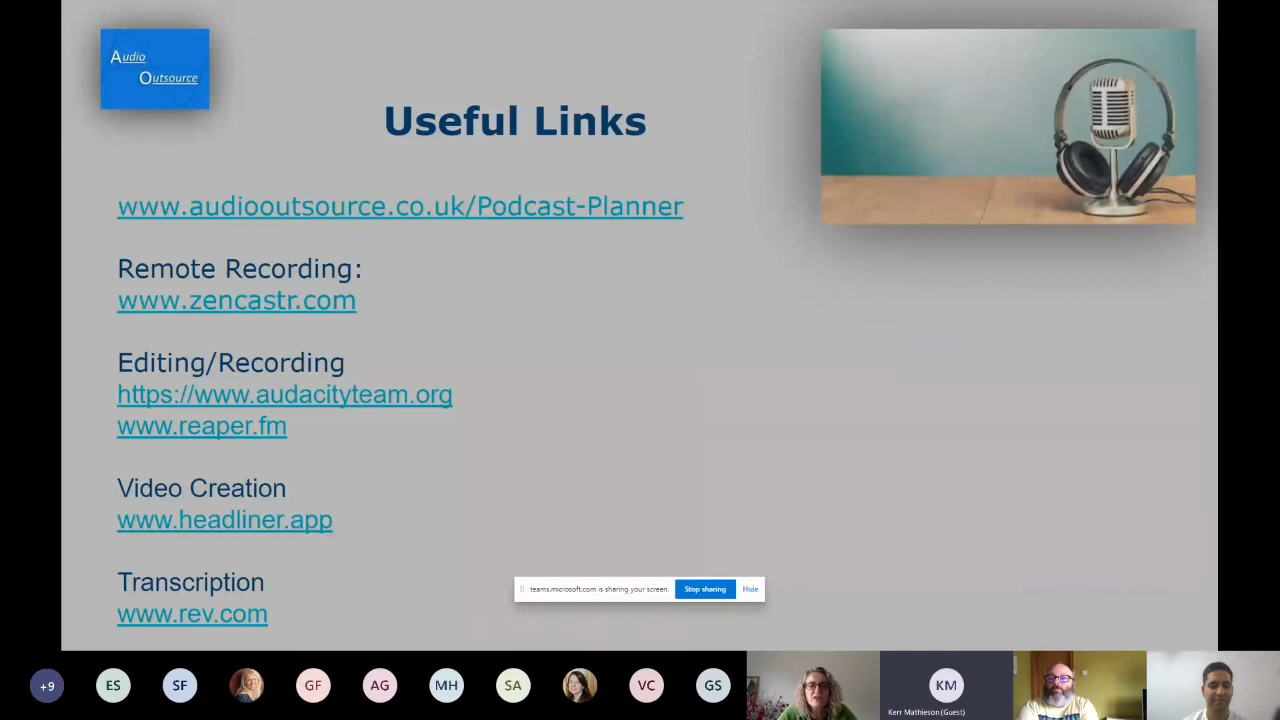 Audio
Outsource
Useful Links
www.audiooutsource.co.uk/Podcast-Planner
Remote Recording:
www.zencastr.com
Editing/Recording
https://www.audacityteam.org
www.reaper.fm
Video Creation
www.headliner.app
Transcription
www.rev.com
teams.microsoft.com is sharing your screen. Stop sharing Hide
+9 ES SF GF AG MH SA VC GS KM
Kerr Mathieson (Guest)